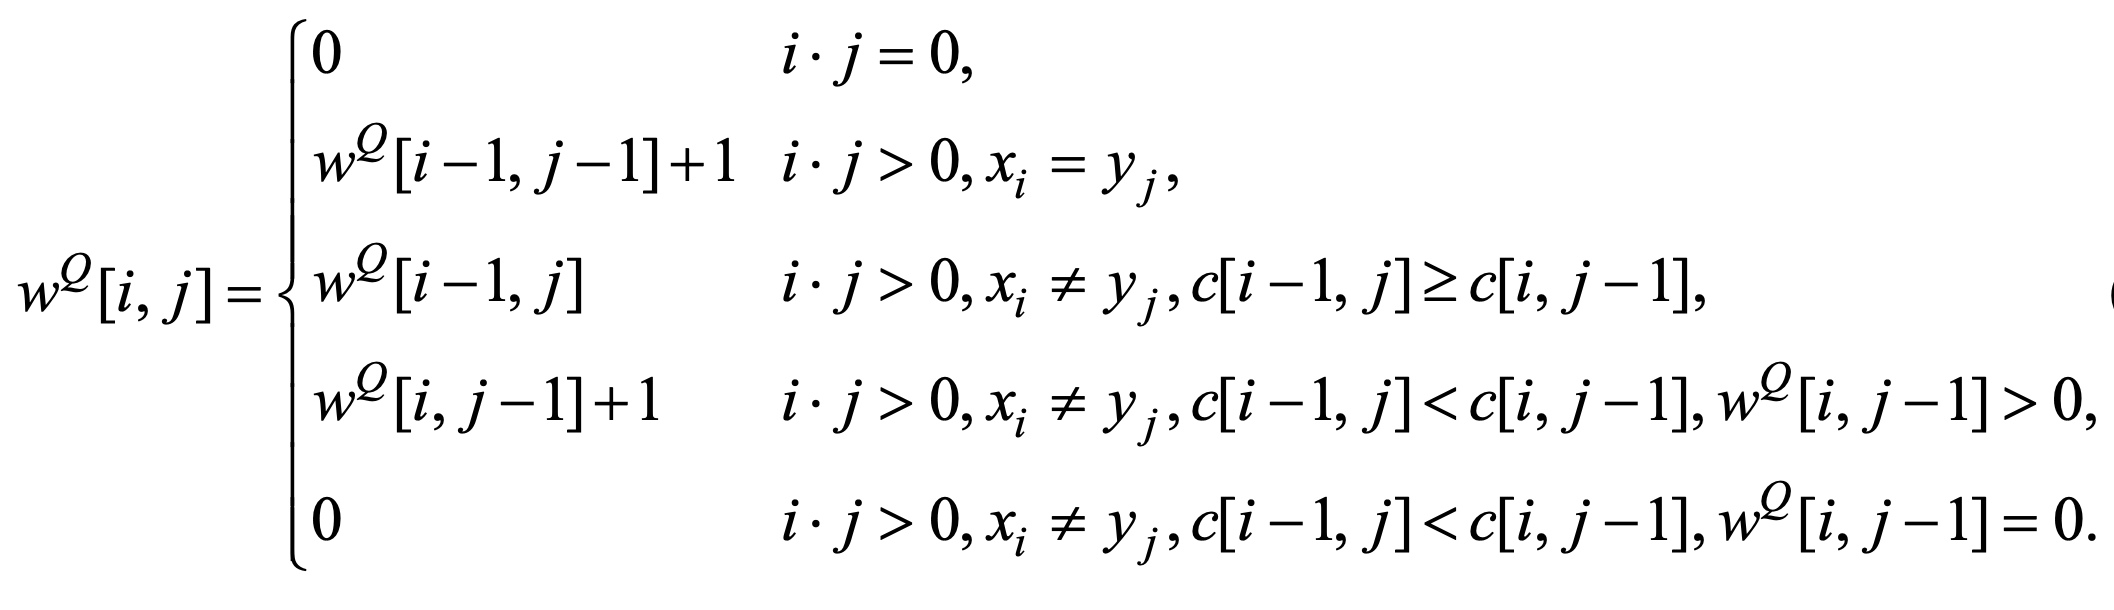 0 i · j = 0,
w^Q[i−1, j−1]+1 i · j > 0, x_i = y_j,
w^Q[i−1, j] i · j > 0, x_i ≠ y_j, c[i−1, j] ≥ c[i, j−1],
w^Q[i, j] = {
w^Q[i, j−1]+1 i · j > 0, x_i ≠ y_j, c[i−1, j] < c[i, j−1], w^Q[i, j−1] > 0,
0 i · j > 0, x_i ≠ y_j, c[i−1, j] < c[i, j−1], w^Q[i, j−1] = 0.